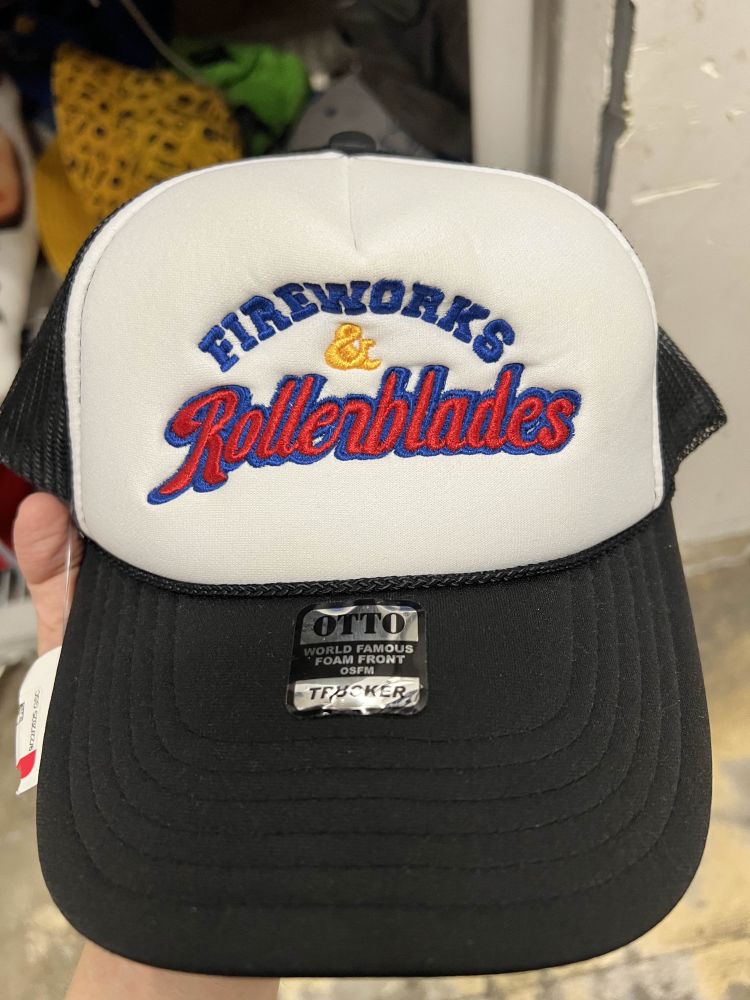 FIREWORKS
&
Rollerblades
OTTO
WORLD FAMOUS
FOAM FRONT
OSFM
TRUCKER